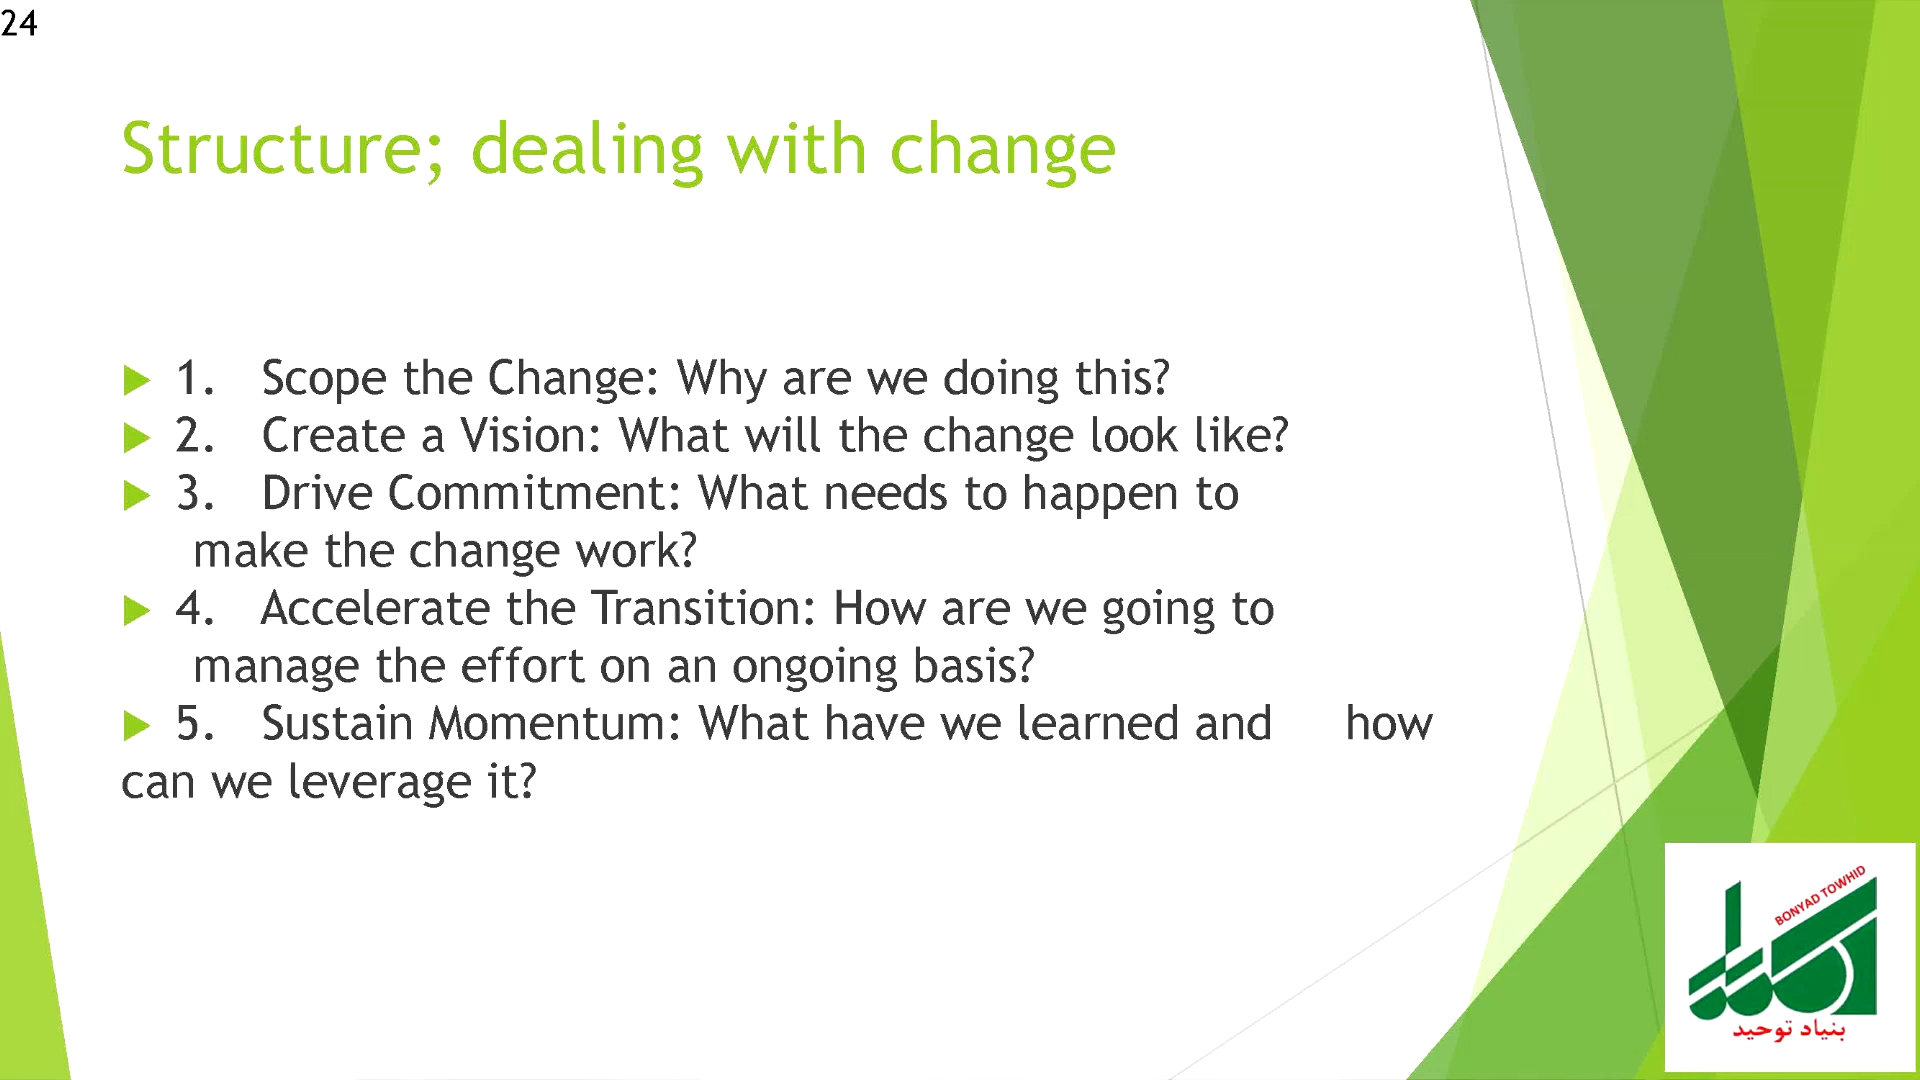 24
Structure; dealing with change
1. Scope the Change: Why are we doing this?
2. Create a Vision: What will the change look like?
3. Drive Commitment: What needs to happen to
make the change work?
4. Accelerate the Transition: How are we going to
manage the effort on an ongoing basis?
5. Sustain Momentum: What have we learned and how
can we leverage it?
BONYAD TOWHID
بنیاد توحید